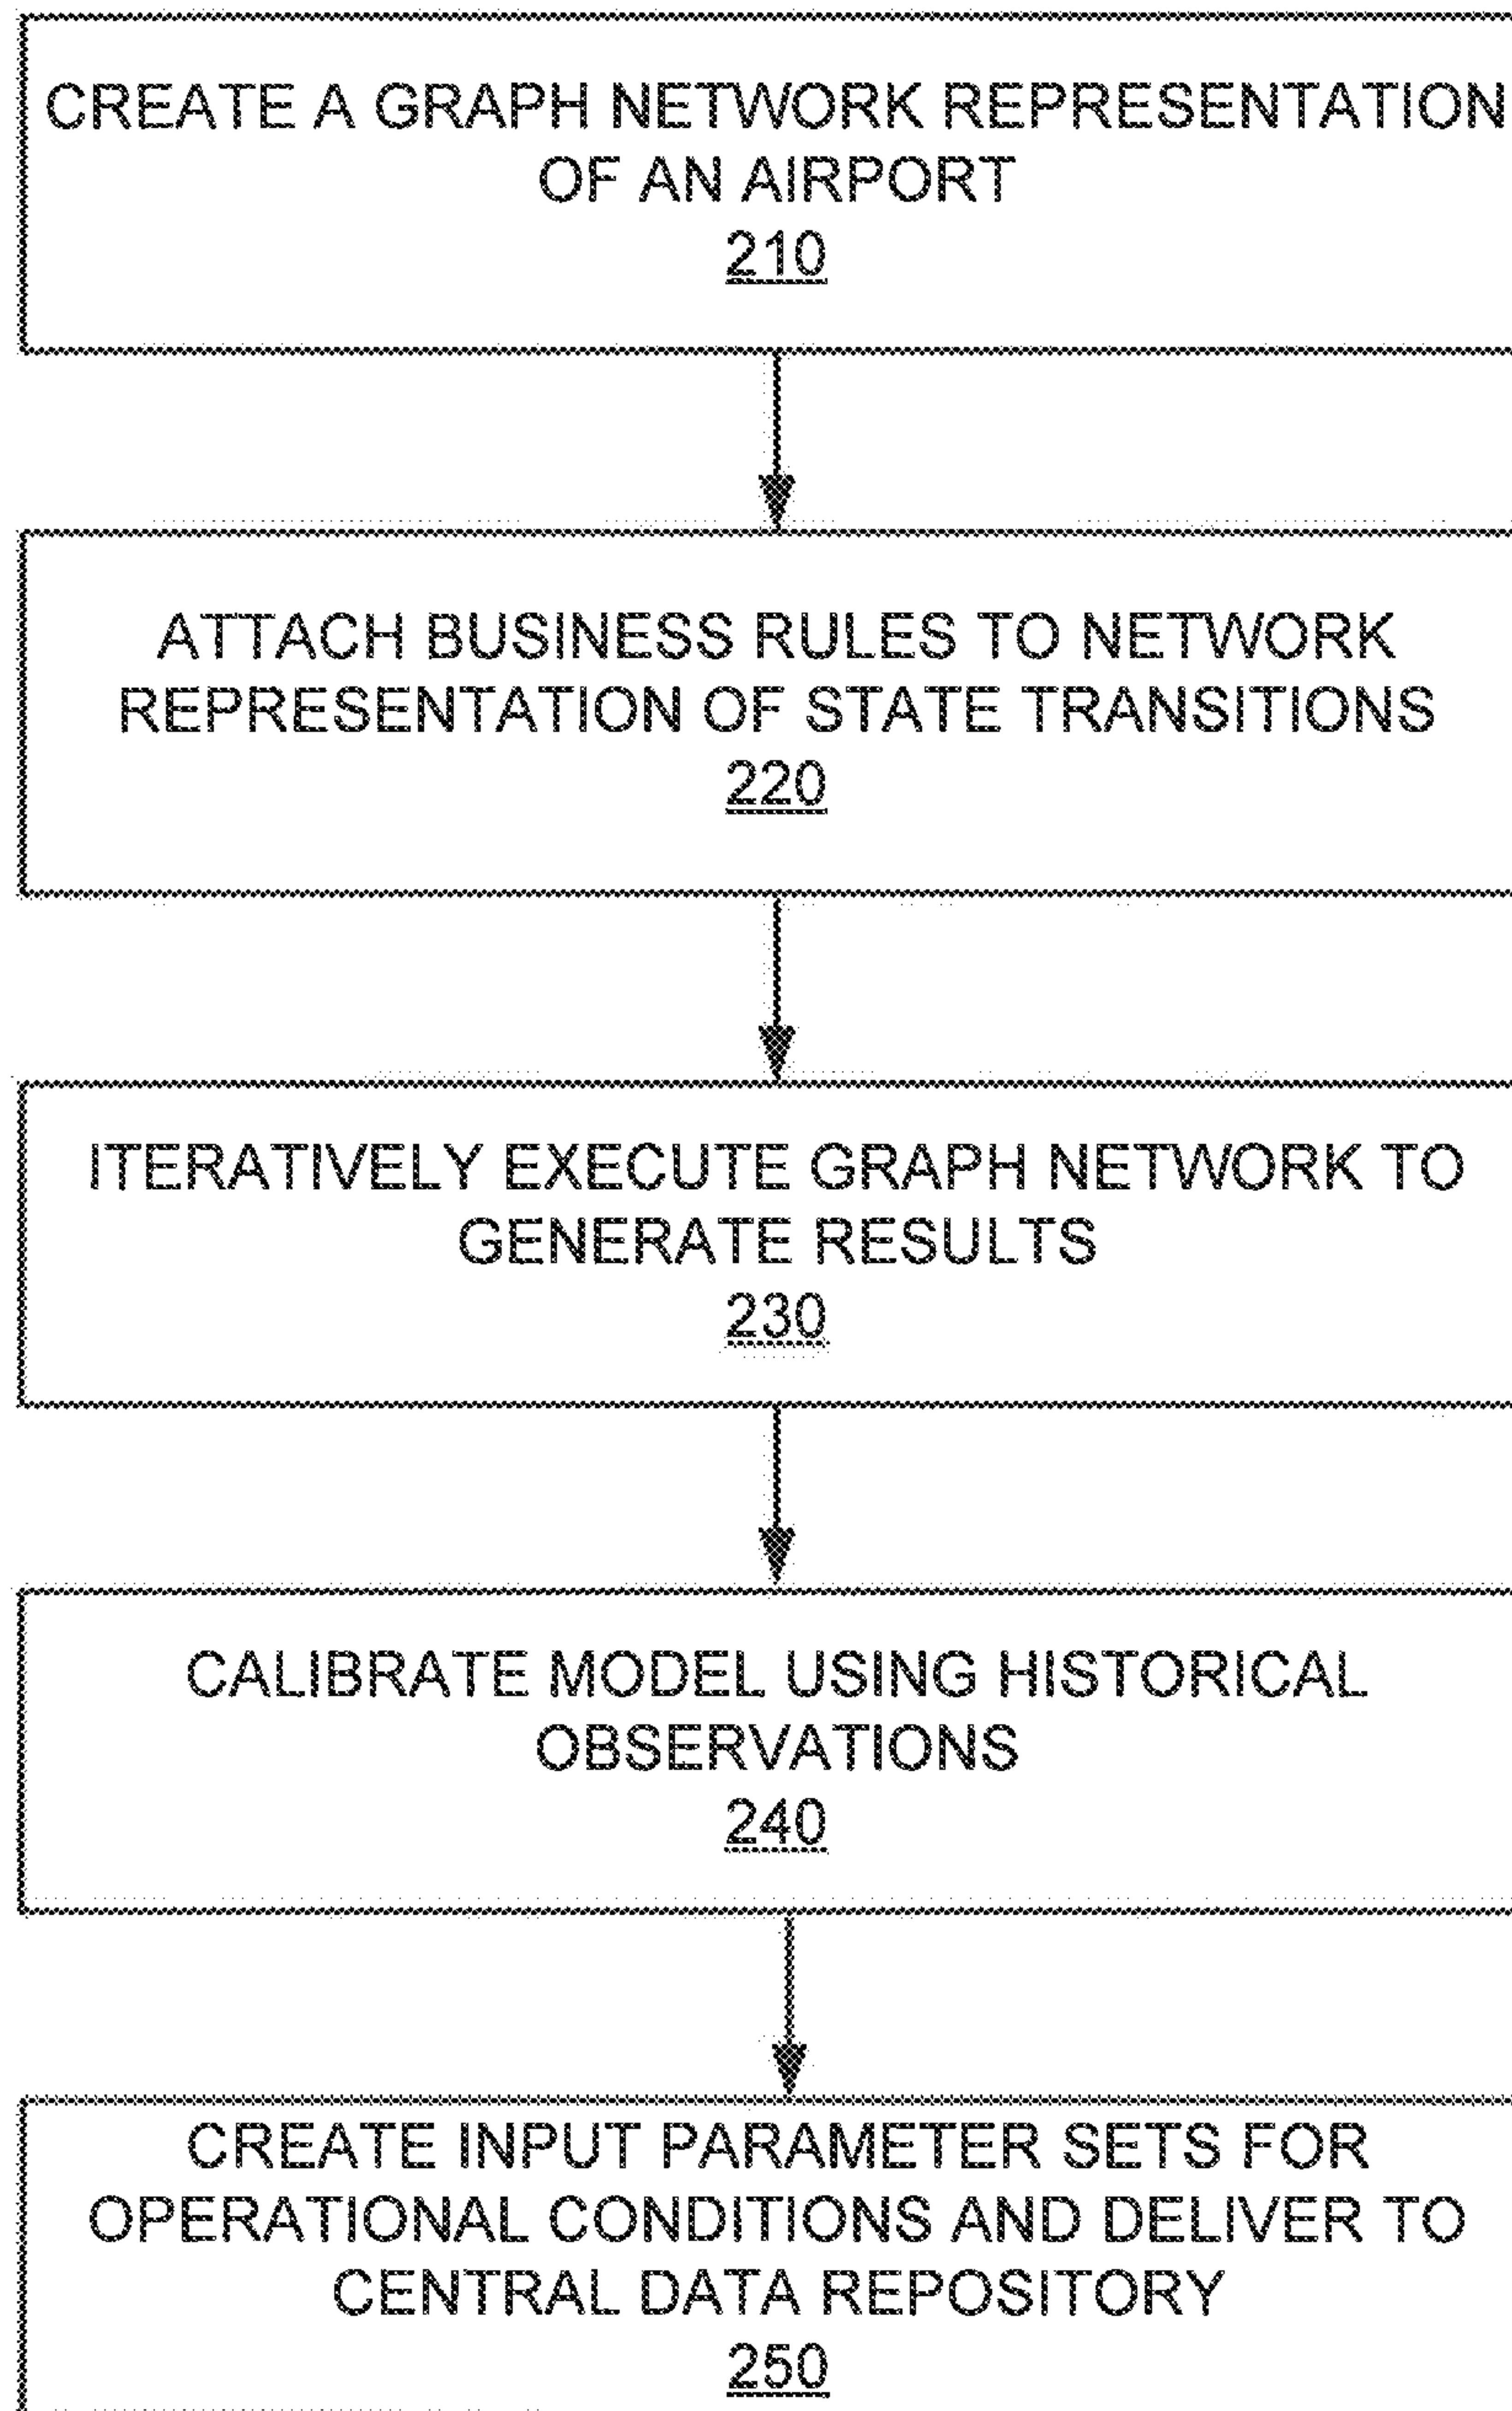 CREATE A GRAPH NETWORK REPRESENTATION
OF AN AIRPORT
210
ATTACH BUSINESS RULES TO NETWORK
REPRESENTATION OF STATE TRANSITIONS
220
ITERATIVELY EXECUTE GRAPH NETWORK TO
GENERATE RESULTS
230
CALIBRATE MODEL USING HISTORICAL
OBSERVATIONS
240
CREATE INPUT PARAMETER SETS FOR
OPERATIONAL CONDITIONS AND DELIVER TO
CENTRAL DATA REPOSITORY
250